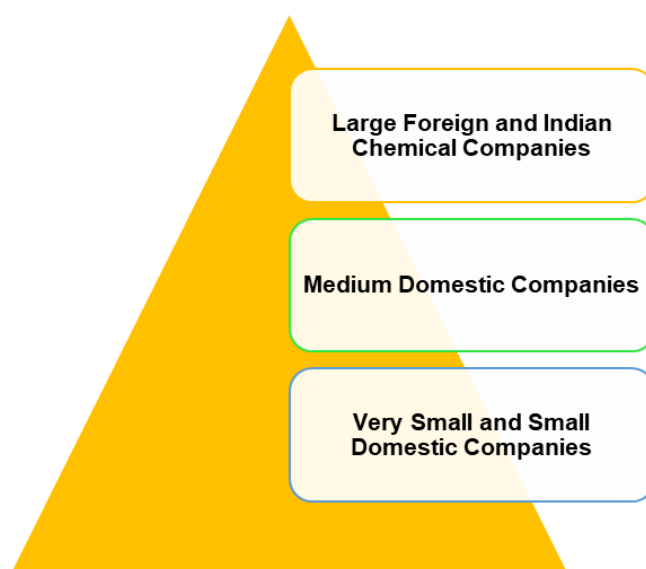 Large Foreign and Indian
Chemical Companies
Medium Domestic Companies
Very Small and Small
Domestic Companies